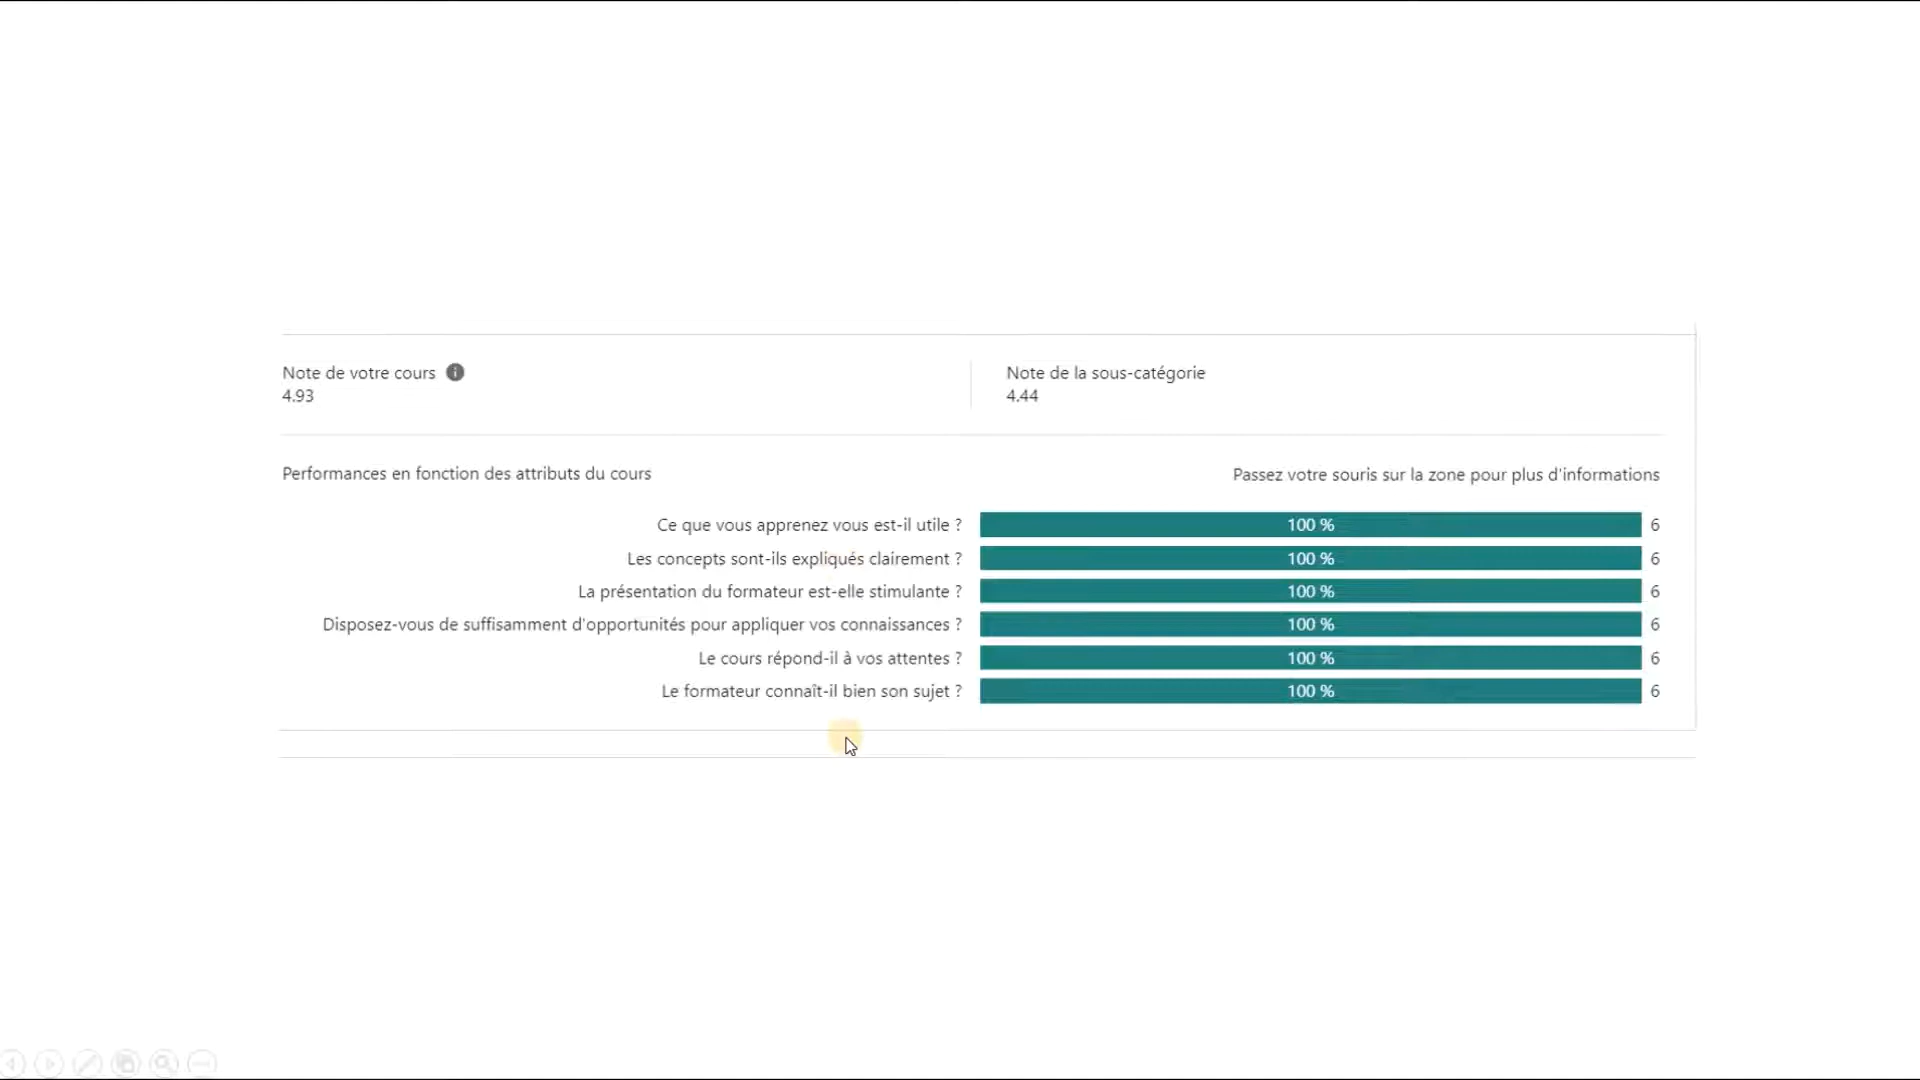 Note de votre cours
4.93
Note de la sous-catégorie
4.44
Performances en fonction des attributs du cours
Passez votre souris sur la zone pour plus d'informations
Ce que vous apprenez vous est-il utile ? 100 % 6
Les concepts sont-ils expliqués clairement ? 100 % 6
La présentation du formateur est-elle stimulante ? 100 % 6
Disposez-vous de suffisamment d'opportunités pour appliquer vos connaissances ? 100 % 6
Le cours répond-il à vos attentes ? 100 % 6
Le formateur connaît-il bien son sujet ? 100 % 6